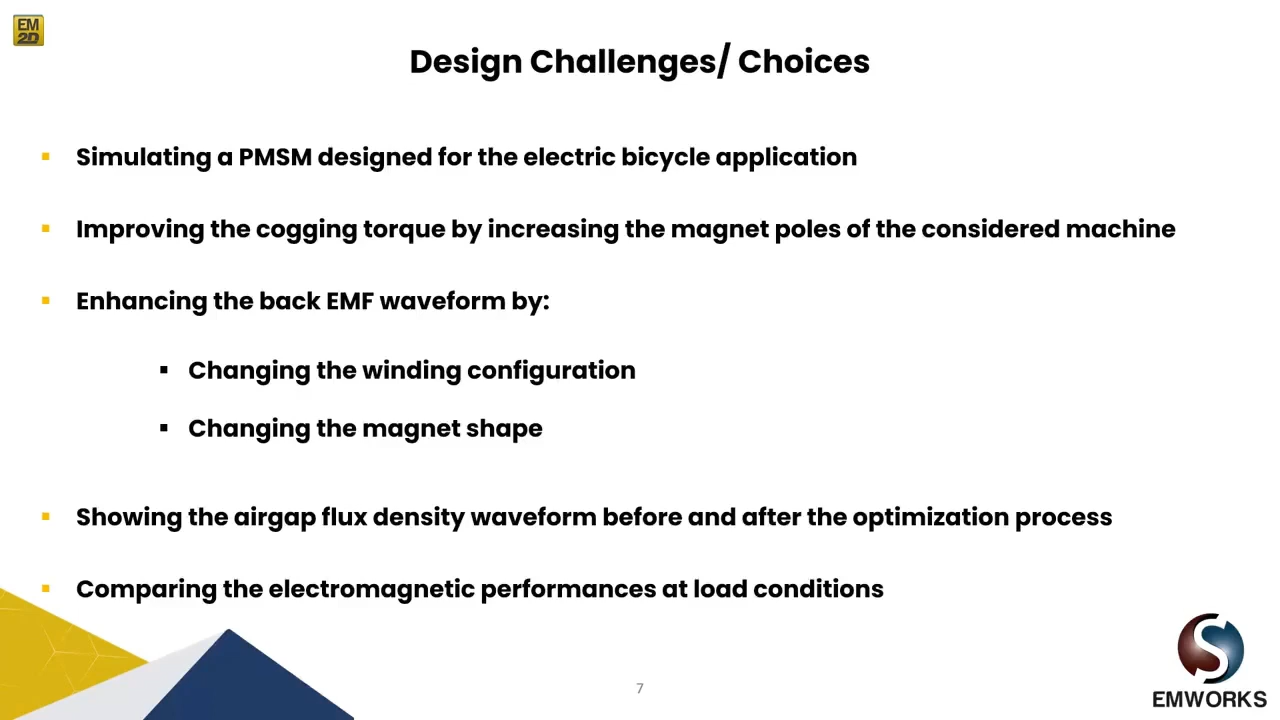 EM
2D
Design Challenges/ Choices
▪ Simulating a PMSM designed for the electric bicycle application
▪ Improving the cogging torque by increasing the magnet poles of the considered machine
▪ Enhancing the back EMF waveform by:
▪ Changing the winding configuration
▪ Changing the magnet shape
▪ Showing the airgap flux density waveform before and after the optimization process
▪ Comparing the electromagnetic performances at load conditions
7
S
EMWORKS